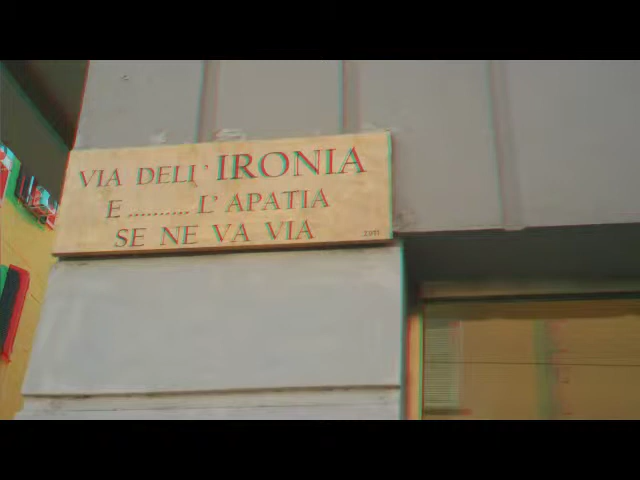 VIA DELL'IRONIA
E .......... L'APATIA
SE NE VA VIA